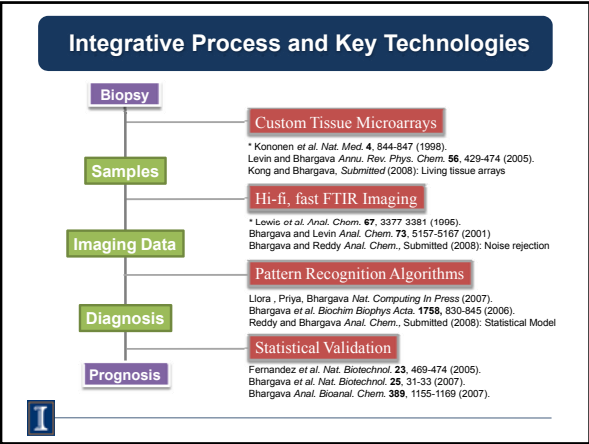 Integrative Process and Key Technologies
Biopsy
Custom Tissue Microarrays
* Kononen et al. Nat. Med. 4, 844-847 (1998).
Levin and Bhargava Annu. Rev. Phys. Chem. 56, 429-474 (2005).
Kong and Bhargava, Submitted (2008): Living tissue arrays
Samples
Hi-fi, fast FTIR Imaging
* Lewis et al. Anal. Chem. 67, 3377 3381 (1995).
Bhargava and Levin Anal. Chem. 73, 5157-5167 (2001)
Bhargava and Reddy Anal. Chem., Submitted (2008): Noise rejection
Imaging Data
Pattern Recognition Algorithms
Llora , Priya, Bhargava Nat. Computing In Press (2007).
Bhargava et al. Biochim Biophys Acta. 1758, 830-845 (2006).
Reddy and Bhargava Anal. Chem., Submitted (2008): Statistical Model
Diagnosis
Statistical Validation
Fernandez et al. Nat. Biotechnol. 23, 469-474 (2005).
Bhargava et al. Nat. Biotechnol. 25, 31-33 (2007).
Bhargava Anal. Bioanal. Chem. 389, 1155-1169 (2007).
Prognosis
I